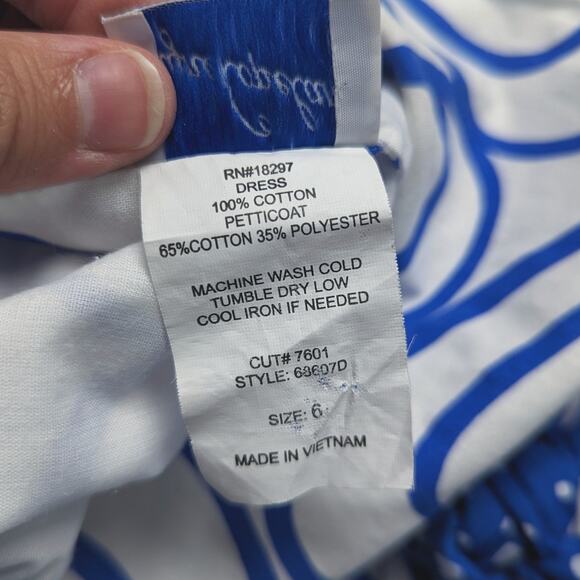 RN#18297
DRESS
100% COTTON
PETTICOAT
65%COTTON 35% POLYESTER
MACHINE WASH COLD
TUMBLE DRY LOW
COOL IRON IF NEEDED
CUT# 7601
STYLE: 68607D
SIZE: 6
MADE IN VIETNAM